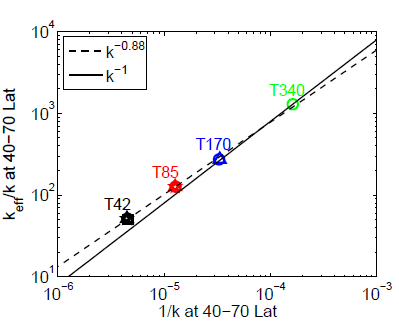 k^−0.88
k^−1
10^4
10^3
10^2
10^1
k_eff/k at 40−70 Lat
T340
T170
T85
T42
10^−6
10^−5
10^−4
10^−3
1/k at 40−70 Lat